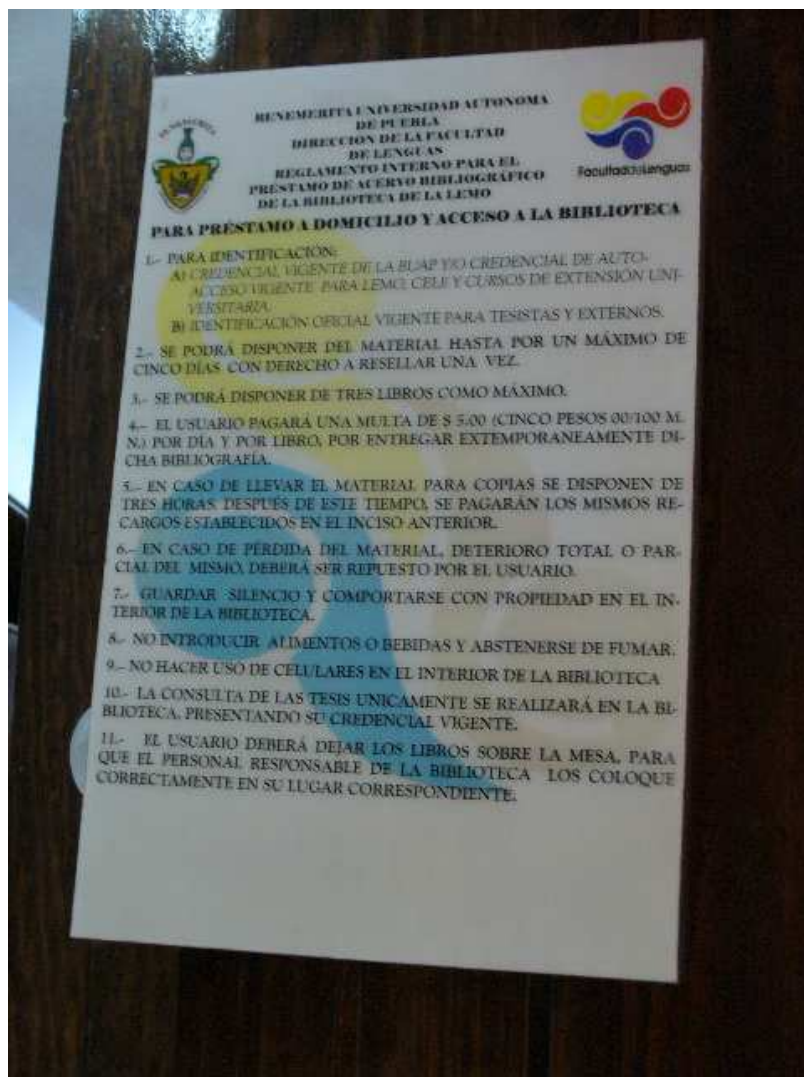 BENEMERITA UNIVERSIDAD AUTONOMA
DE PUEBLA
DIRECCION DE LA FACULTAD
DE LENGUAS
REGLAMENTO INTERNO PARA EL
PRÉSTAMO DE ACERVO BIBLIOGRÁFICO
DE LA BIBLIOTECA DE LA LEMO
FacultaddeLenguas
PARA PRÉSTAMO A DOMICILIO Y ACCESO A LA BIBLIOTECA
1.- PARA IDENTIFICACIÓN:
A) CREDENCIAL VIGENTE DE LA BUAP Y/O CREDENCIAL DE AUTO-
ACCESO VIGENTE PARA LEMO, CELE Y CURSOS DE EXTENSIÓN UNI-
VERSITARIA.
B) IDENTIFICACIÓN OFICIAL VIGENTE PARA TESISTAS Y EXTERNOS.
2.- SE PODRÁ DISPONER DEL MATERIAL HASTA POR UN MÁXIMO DE
CINCO DÍAS CON DERECHO A RESELLAR UNA VEZ.
3.- SE PODRÁ DISPONER DE TRES LIBROS COMO MÁXIMO.
4.- EL USUARIO PAGARÁ UNA MULTA DE $ 5.00 (CINCO PESOS 00/100 M.
N.) POR DÍA Y POR LIBRO, POR ENTREGAR EXTEMPORANEAMENTE DI-
CHA BIBLIOGRAFÍA.
5.- EN CASO DE LLEVAR EL MATERIAL PARA COPIAS SE DISPONEN DE
TRES HORAS. DESPUÉS DE ESTE TIEMPO, SE PAGARÁN LOS MISMOS RE-
CARGOS ESTABLECIDOS EN EL INCISO ANTERIOR.
6.- EN CASO DE PÉRDIDA DEL MATERIAL, DETERIORO TOTAL O PAR-
CIAL DEL MISMO, DEBERÁ SER REPUESTO POR EL USUARIO.
7.- GUARDAR SILENCIO Y COMPORTARSE CON PROPIEDAD EN EL IN-
TERIOR DE LA BIBLIOTECA.
8.- NO INTRODUCIR ALIMENTOS O BEBIDAS Y ABSTENERSE DE FUMAR.
9.- NO HACER USO DE CELULARES EN EL INTERIOR DE LA BIBLIOTECA
10.- LA CONSULTA DE LAS TESIS UNICAMENTE SE REALIZARÁ EN LA BI-
BLIOTECA, PRESENTANDO SU CREDENCIAL VIGENTE.
11.- EL USUARIO DEBERÁ DEJAR LOS LIBROS SOBRE LA MESA, PARA
QUE EL PERSONAL RESPONSABLE DE LA BIBLIOTECA LOS COLOQUE
CORRECTAMENTE EN SU LUGAR CORRESPONDIENTE.